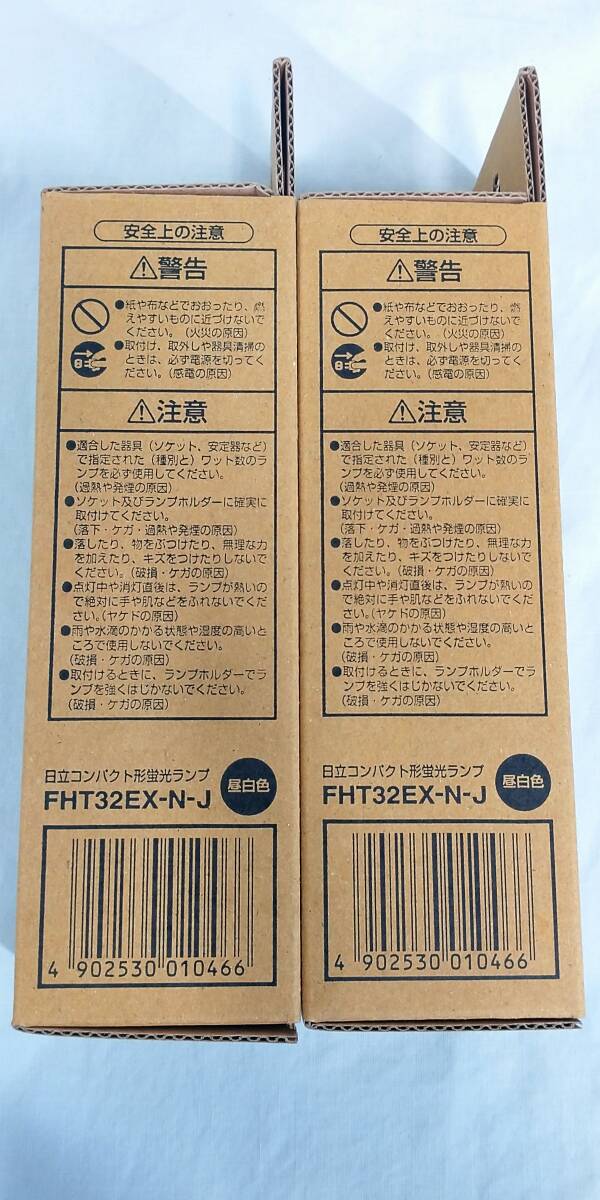 安全上の注意
⚠警告
●紙や布などでおおったり、燃
えやすいものに近づけないで
ください。（火災の原因）
●取付け、取外しや器具清掃の
ときは、必ず電源を切ってく
ださい。（感電の原因）
⚠注意
●適合した器具（ソケット、安定器など）
で指定された（種別と）ワット数のラ
ンプを必ず使用してください。
（過熱や発煙の原因）
●ソケット及びランプホルダーに確実に
取付けてください。
（落下・ケガ・過熱や発煙の原因）
●落したり、物をぶつけたり、無理な力
を加えたり、キズをつけたりしないで
ください。（破損・ケガの原因）
●点灯中や消灯直後は、ランプが熱いの
で絶対に手や肌などをふれないでくだ
さい。（ヤケドの原因）
●雨や水滴のかかる状態や湿度の高いと
ころで使用しないでください。
（破損・ケガの原因）
●取付けるときに、ランプホルダーでラ
ンプを強くはじかないでください。
（破損・ケガの原因）
日立コンパクト形蛍光ランプ
FHT32EX-N-J
昼白色
4 902530 010466
安全上の注意
⚠警告
●紙や布などでおおったり、燃
えやすいものに近づけないで
ください。（火災の原因）
●取付け、取外しや器具清掃の
ときは、必ず電源を切ってく
ださい。（感電の原因）
⚠注意
●適合した器具（ソケット、安定器など）
で指定された（種別と）ワット数のラ
ンプを必ず使用してください。
（過熱や発煙の原因）
●ソケット及びランプホルダーに確実に
取付けてください。
（落下・ケガ・過熱や発煙の原因）
●落したり、物をぶつけたり、無理な力
を加えたり、キズをつけたりしないで
ください。（破損・ケガの原因）
●点灯中や消灯直後は、ランプが熱いの
で絶対に手や肌などをふれないでくだ
さい。（ヤケドの原因）
●雨や水滴のかかる状態や湿度の高いと
ころで使用しないでください。
（破損・ケガの原因）
●取付けるときに、ランプホルダーでラ
ンプを強くはじかないでください。
（破損・ケガの原因）
日立コンパクト形蛍光ランプ
FHT32EX-N-J
昼白色
4 902530 010466